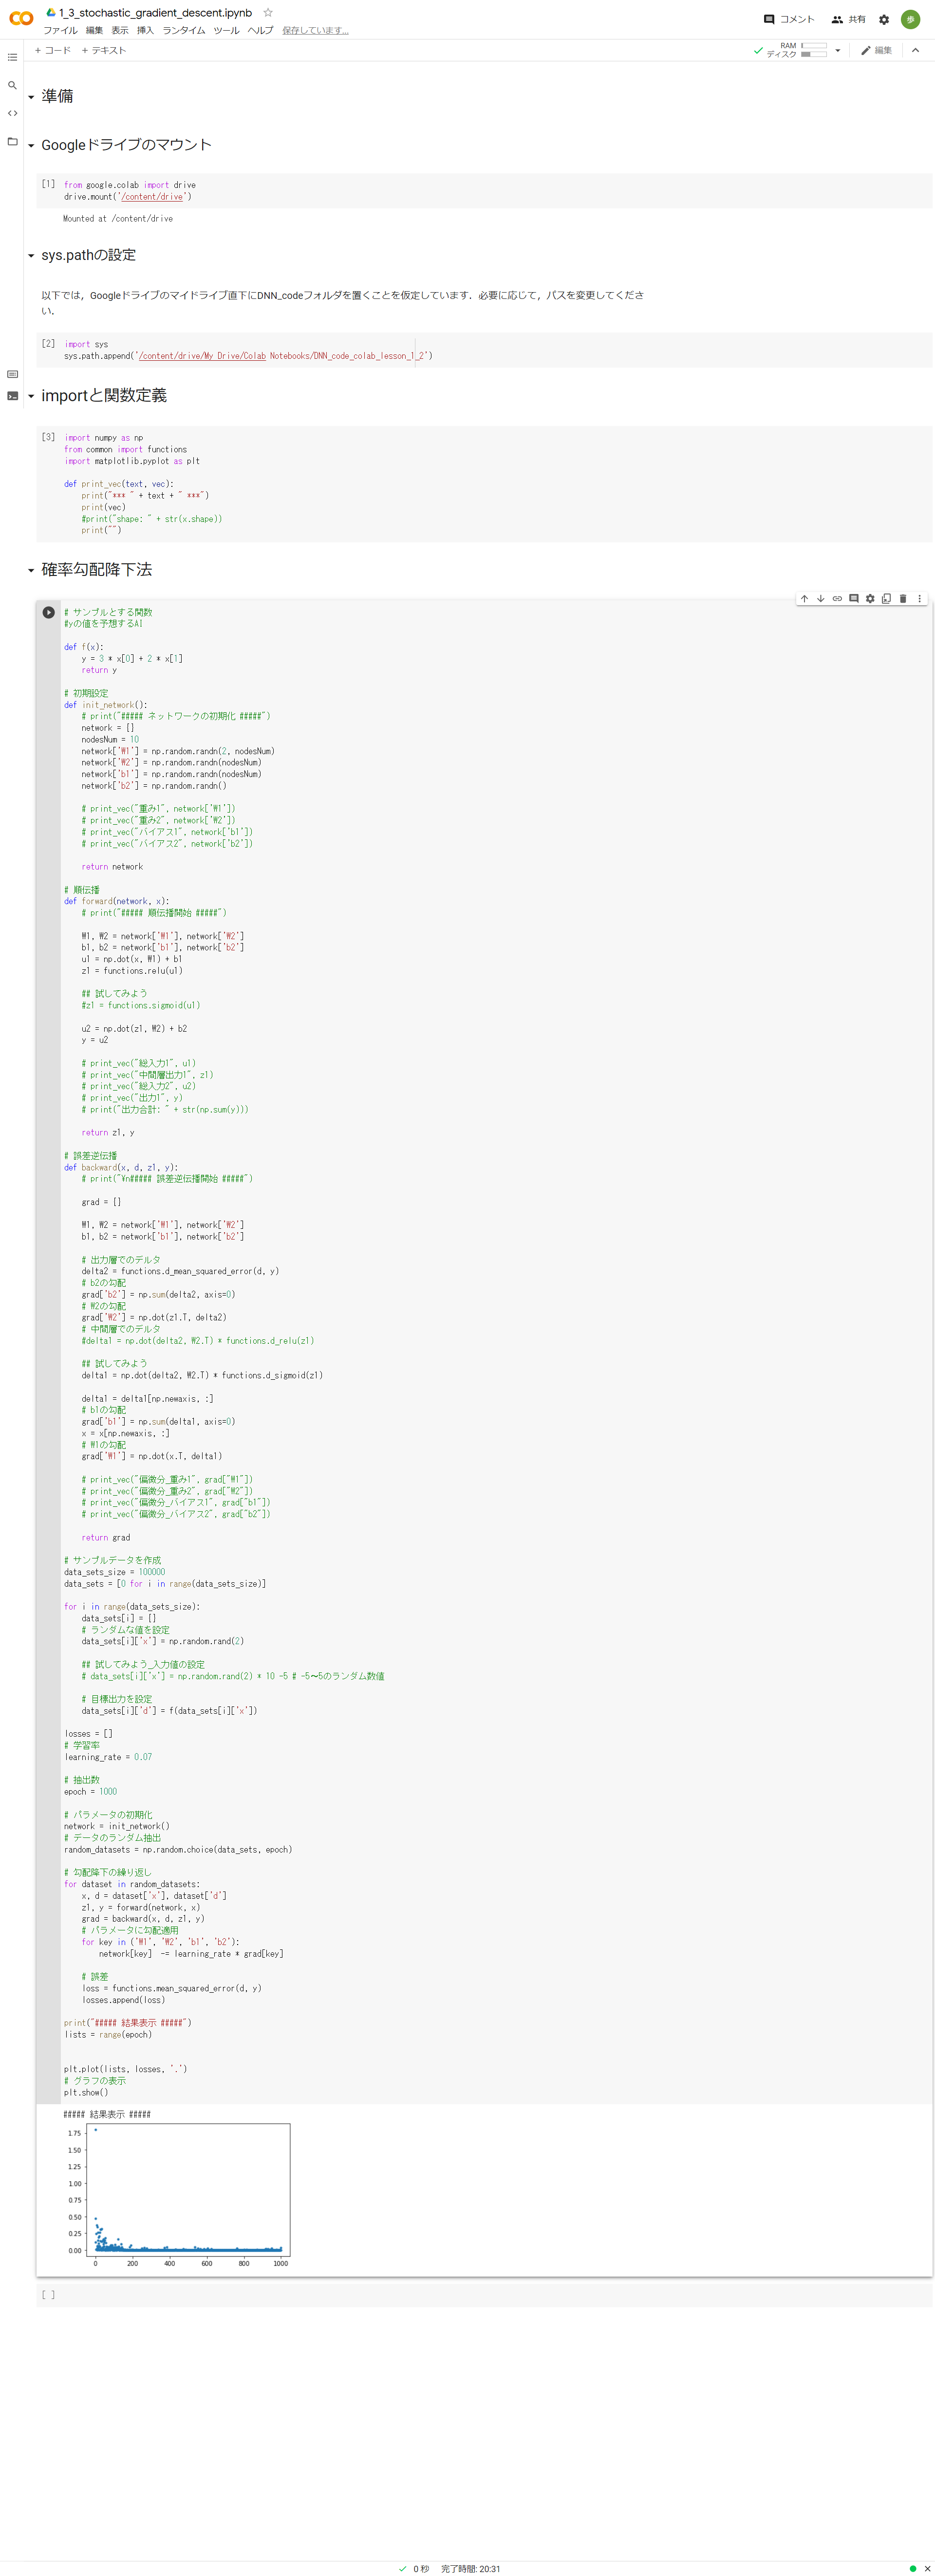 1_3_stochastic_gradient_descent.ipynb
ファイル 編集 表示 挿入 ランタイム ツール ヘルプ 保存しています...
コメント 共有 歩
+ コード + テキスト
RAM
ディスク
編集
準備
Googleドライブのマウント
[1] from google.colab import drive
drive.mount('/content/drive')
Mounted at /content/drive
sys.pathの設定
以下では，Googleドライブのマイドライブ直下にDNN_codeフォルダを置くことを仮定しています．必要に応じて，パスを変更してくださ
い．
[2] import sys
sys.path.append('/content/drive/My Drive/Colab Notebooks/DNN_code_colab_lesson_1_2')
importと関数定義
[3] import numpy as np
from common import functions
import matplotlib.pyplot as plt
def print_vec(text, vec):
print("*** " + text + " ***")
print(vec)
#print("shape: " + str(x.shape))
print("")
確率勾配降下法
# サンプルとする関数
#yの値を予想するAI
def f(x):
y = 3 * x[0] + 2 * x[1]
return y
# 初期設定
def init_network():
# print("##### ネットワークの初期化 #####")
network = {}
nodesNum = 10
network['W1'] = np.random.randn(2, nodesNum)
network['W2'] = np.random.randn(nodesNum)
network['b1'] = np.random.randn(nodesNum)
network['b2'] = np.random.randn()
# print_vec("重み1", network['W1'])
# print_vec("重み2", network['W2'])
# print_vec("バイアス1", network['b1'])
# print_vec("バイアス2", network['b2'])
return network
# 順伝播
def forward(network, x):
# print("##### 順伝播開始 #####")
W1, W2 = network['W1'], network['W2']
b1, b2 = network['b1'], network['b2']
u1 = np.dot(x, W1) + b1
z1 = functions.relu(u1)
## 試してみよう
#z1 = functions.sigmoid(u1)
u2 = np.dot(z1, W2) + b2
y = u2
# print_vec("総入力1", u1)
# print_vec("中間層出力1", z1)
# print_vec("総入力2", u2)
# print_vec("出力1", y)
# print("出力合計: " + str(np.sum(y)))
return z1, y
# 誤差逆伝播
def backward(x, d, z1, y):
# print("\n##### 誤差逆伝播開始 #####")
grad = {}
W1, W2 = network['W1'], network['W2']
b1, b2 = network['b1'], network['b2']
# 出力層でのデルタ
delta2 = functions.d_mean_squared_error(d, y)
# b2の勾配
grad['b2'] = np.sum(delta2, axis=0)
# W2の勾配
grad['W2'] = np.dot(z1.T, delta2)
# 中間層でのデルタ
#delta1 = np.dot(delta2, W2.T) * functions.d_relu(z1)
## 試してみよう
delta1 = np.dot(delta2, W2.T) * functions.d_sigmoid(z1)
delta1 = delta1[np.newaxis, :]
# b1の勾配
grad['b1'] = np.sum(delta1, axis=0)
x = x[np.newaxis, :]
# W1の勾配
grad['W1'] = np.dot(x.T, delta1)
# print_vec("偏微分_重み1", grad["W1"])
# print_vec("偏微分_重み2", grad["W2"])
# print_vec("偏微分_バイアス1", grad["b1"])
# print_vec("偏微分_バイアス2", grad["b2"])
return grad
# サンプルデータを作成
data_sets_size = 100000
data_sets = [0 for i in range(data_sets_size)]
for i in range(data_sets_size):
data_sets[i] = {}
# ランダムな値を設定
data_sets[i]['x'] = np.random.rand(2)
## 試してみよう_入力値の設定
# data_sets[i]['x'] = np.random.rand(2) * 10 -5 # -5〜5のランダム数値
# 目標出力を設定
data_sets[i]['d'] = f(data_sets[i]['x'])
losses = []
# 学習率
learning_rate = 0.07
# 抽出数
epoch = 1000
# パラメータの初期化
network = init_network()
# データのランダム抽出
random_datasets = np.random.choice(data_sets, epoch)
# 勾配降下の繰り返し
for dataset in random_datasets:
x, d = dataset['x'], dataset['d']
z1, y = forward(network, x)
grad = backward(x, d, z1, y)
# パラメータに勾配適用
for key in ('W1', 'W2', 'b1', 'b2'):
network[key] -= learning_rate * grad[key]
# 誤差
loss = functions.mean_squared_error(d, y)
losses.append(loss)
print("##### 結果表示 #####")
lists = range(epoch)
plt.plot(lists, losses, '.')
# グラフの表示
plt.show()
##### 結果表示 #####
1.75
1.50
1.25
1.00
0.75
0.50
0.25
0.00
0 200 400 600 800 1000
[ ]
0 秒 完了時間: 20:31